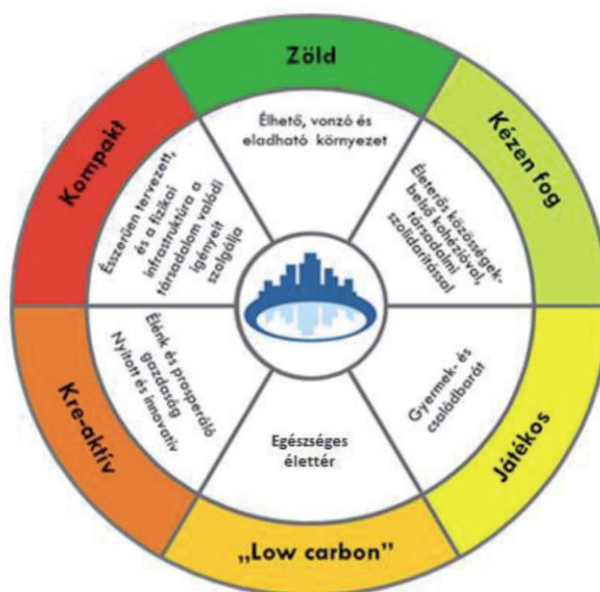 Zöld
Élhető, vonzó és
eladható környezet
Kézen fog
Életerős közösségek-
belső kohézióval,
társadalmi
szolidaritással
Játékos
Gyermek- és
családbarát
„Low carbon”
Egészséges
élettér
Kre-aktív
Élénk és prosperáló
gazdaság
Nyitott és innovatív
Kompakt
Ésszerűen tervezett,
és a fizikai
infrastruktúra a
társadalom valódi
igényeit
szolgálja